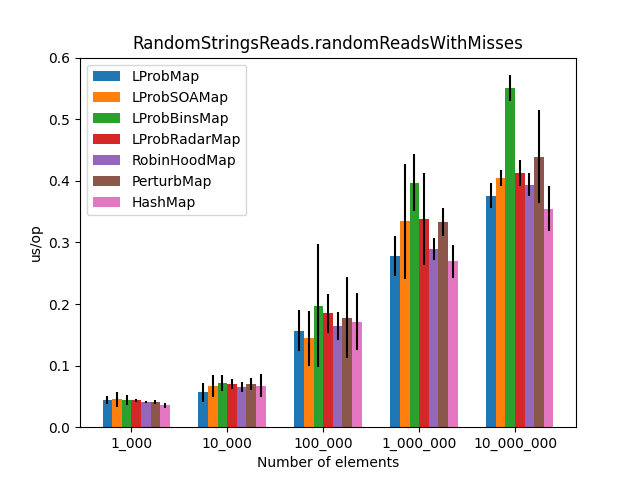 RandomStringsReads.randomReadsWithMisses
0.6
0.5
0.4
0.3
0.2
0.1
0.0
us/op
LProbMap
LProbSOAMap
LProbBinsMap
LProbRadarMap
RobinHoodMap
PerturbMap
HashMap
1_000 10_000 100_000 1_000_000 10_000_000
Number of elements